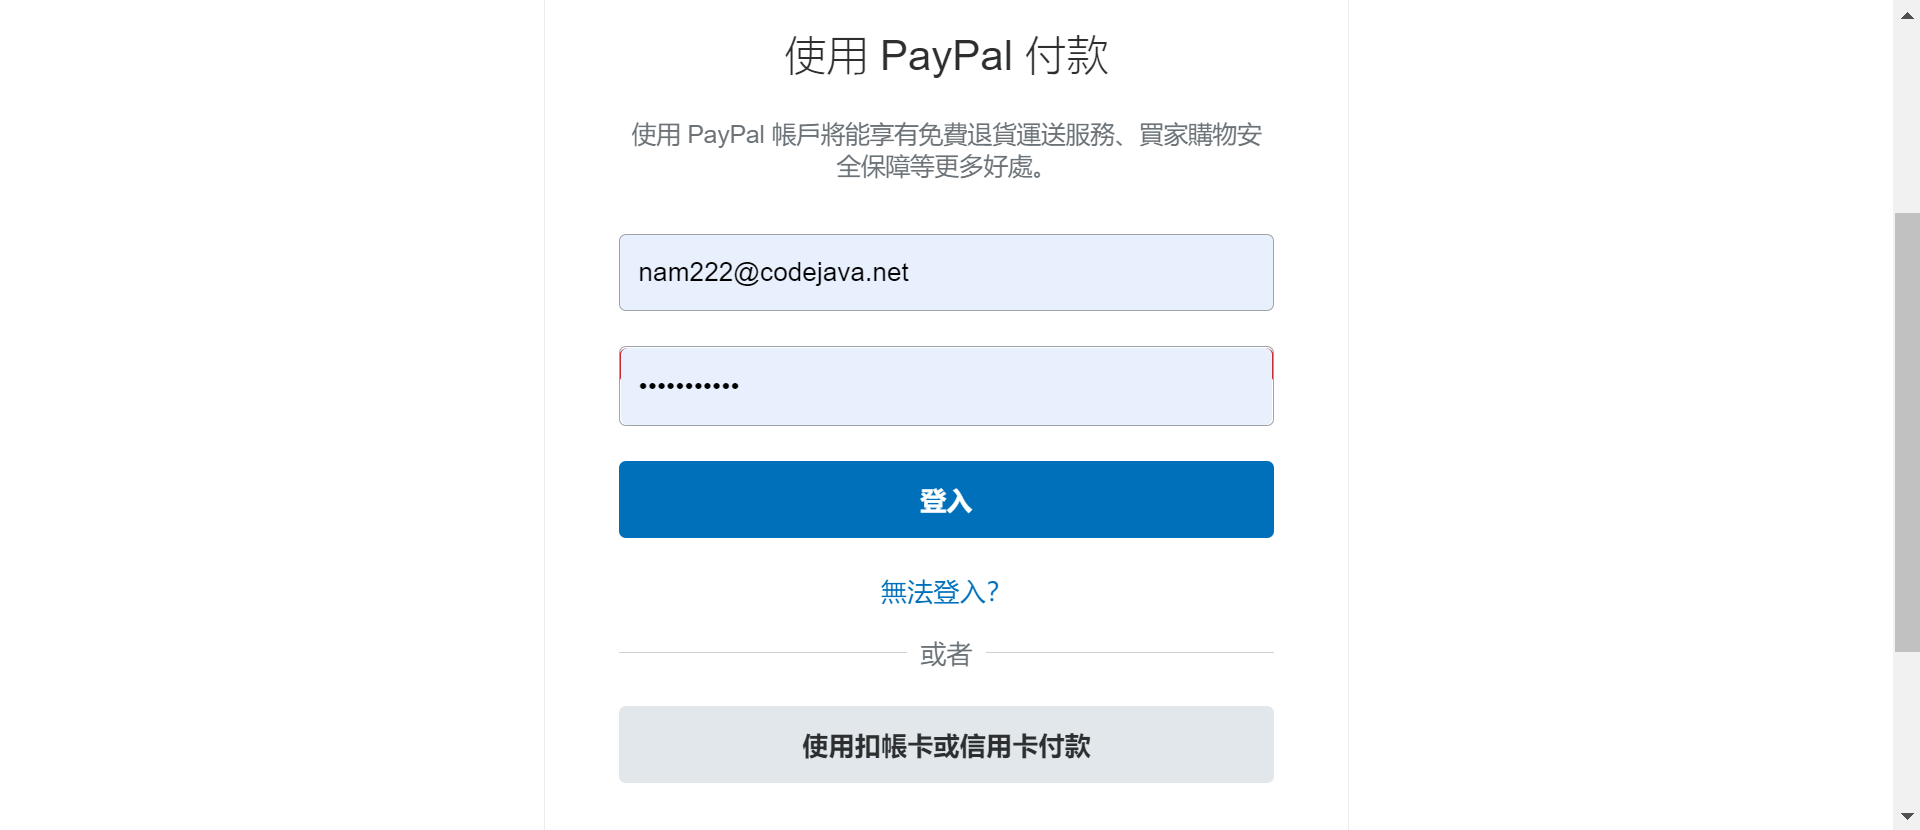 使用 PayPal 付款
使用 PayPal 帳戶將能享有免費退貨運送服務、買家購物安
全保障等更多好處。
nam222@codejava.net
•••••••••••
登入
無法登入?
或者
使用扣帳卡或信用卡付款